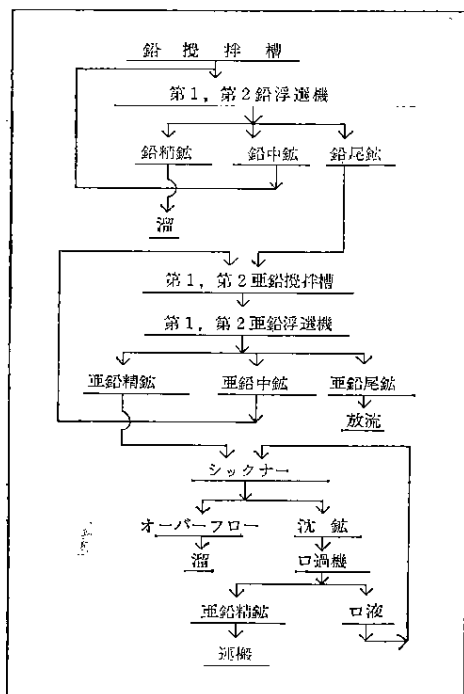 鉛攪拌槽
第1,第2鉛浮選機
鉛精鉱 鉛中鉱 鉛尾鉱
溜
第1,第2亜鉛攪拌槽
第1,第2亜鉛浮選機
亜鉛精鉱 亜鉛中鉱 亜鉛尾鉱
放流
シックナー
オーバーフロー 沈鉱
溜 口過機
亜鉛精鉱 口液
運搬